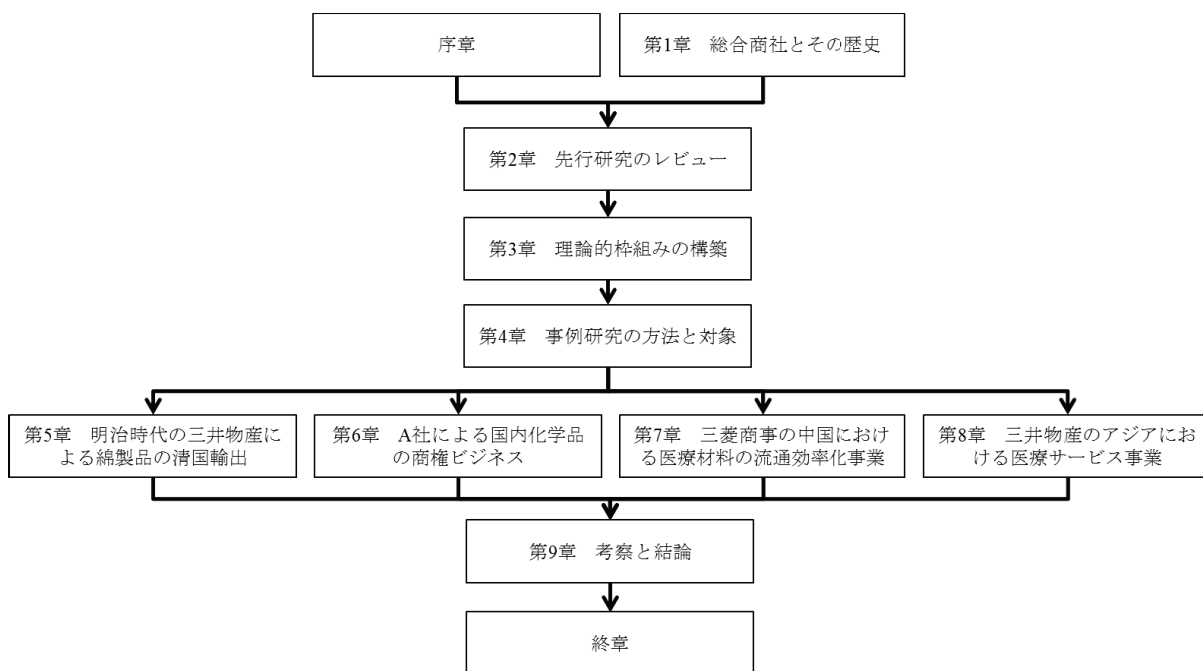 序章
第1章　総合商社とその歴史
第2章　先行研究のレビュー
第3章　理論的枠組みの構築
第4章　事例研究の方法と対象
第5章　明治時代の三井物産に
よる綿製品の清国輸出
第6章　A社による国内化学品
の商権ビジネス
第7章　三菱商事の中国におけ
る医療材料の流通効率化事業
第8章　三井物産のアジアにお
ける医療サービス事業
第9章　考察と結論
終章